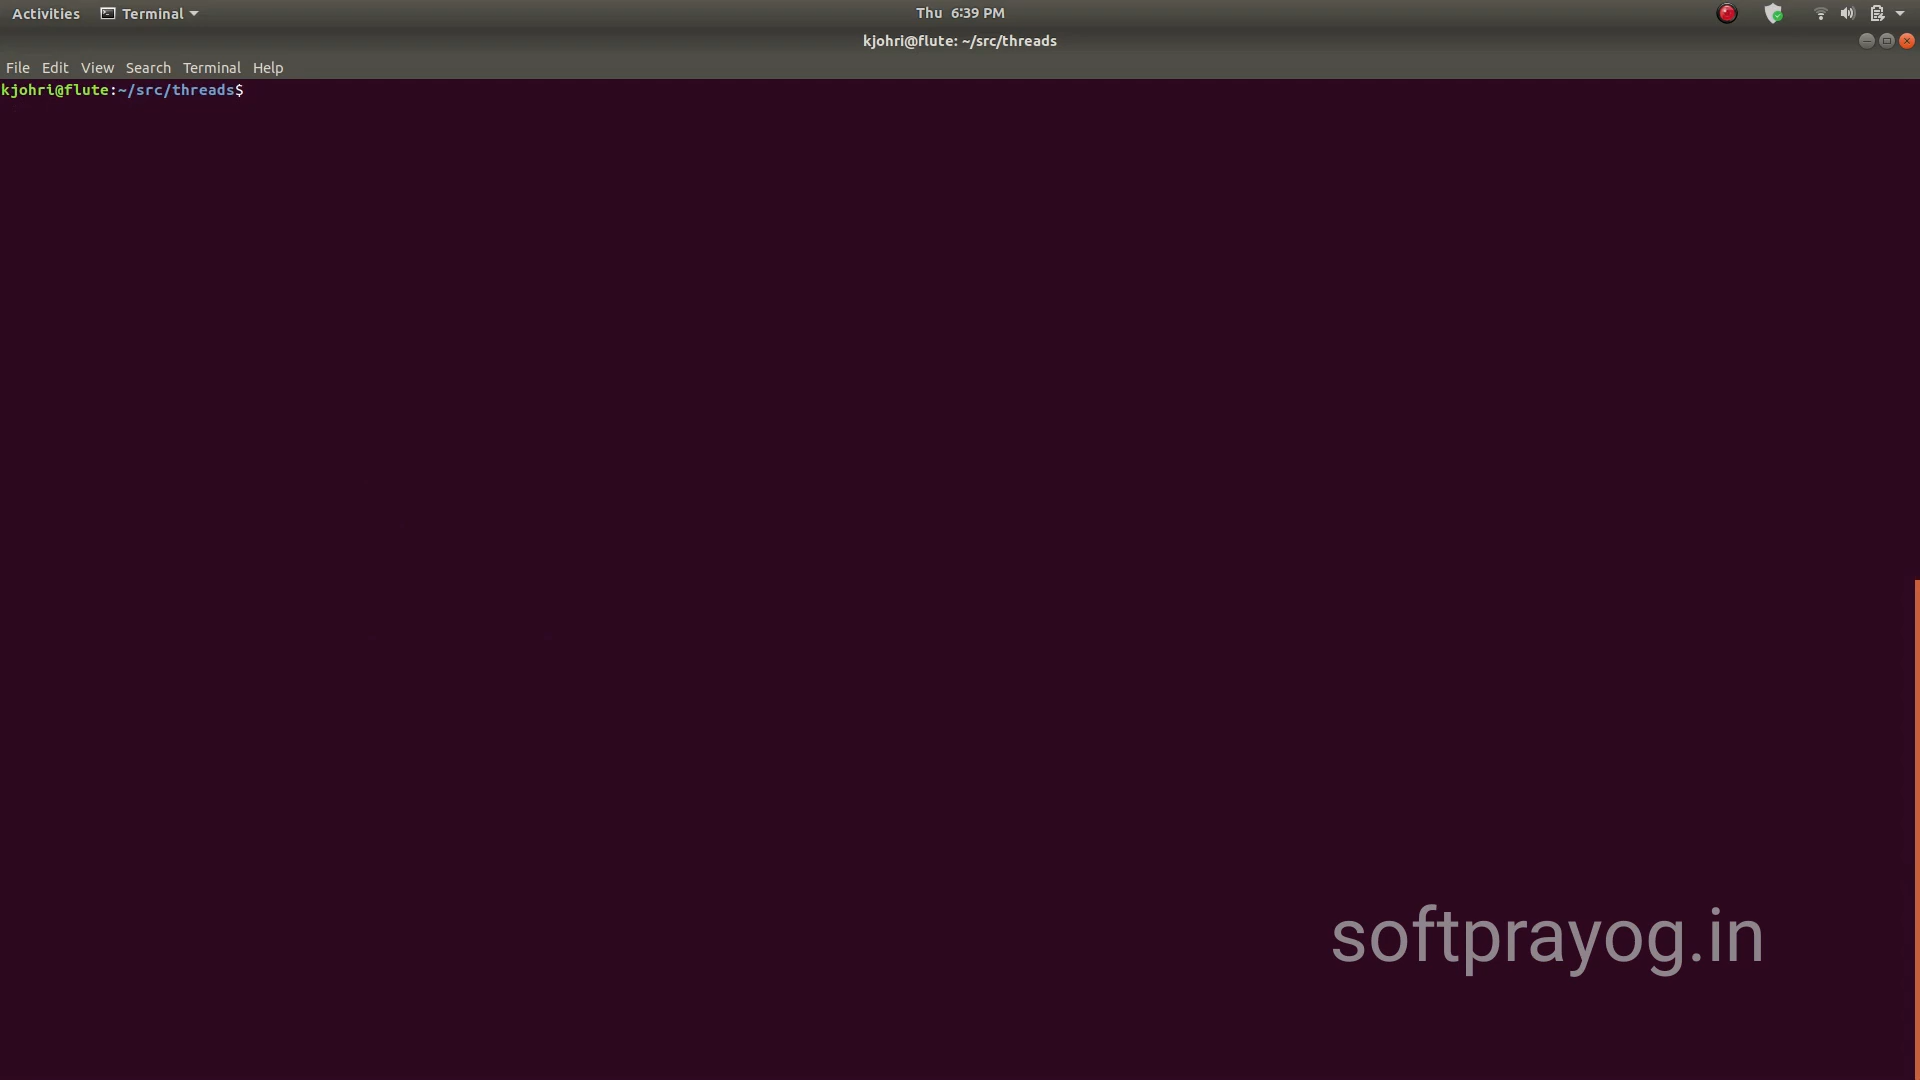 Activities Terminal Thu 6:39 PM
kjohri@flute: ~/src/threads
File Edit View Search Terminal Help
kjohri@flute:~/src/threads$
softprayog.in